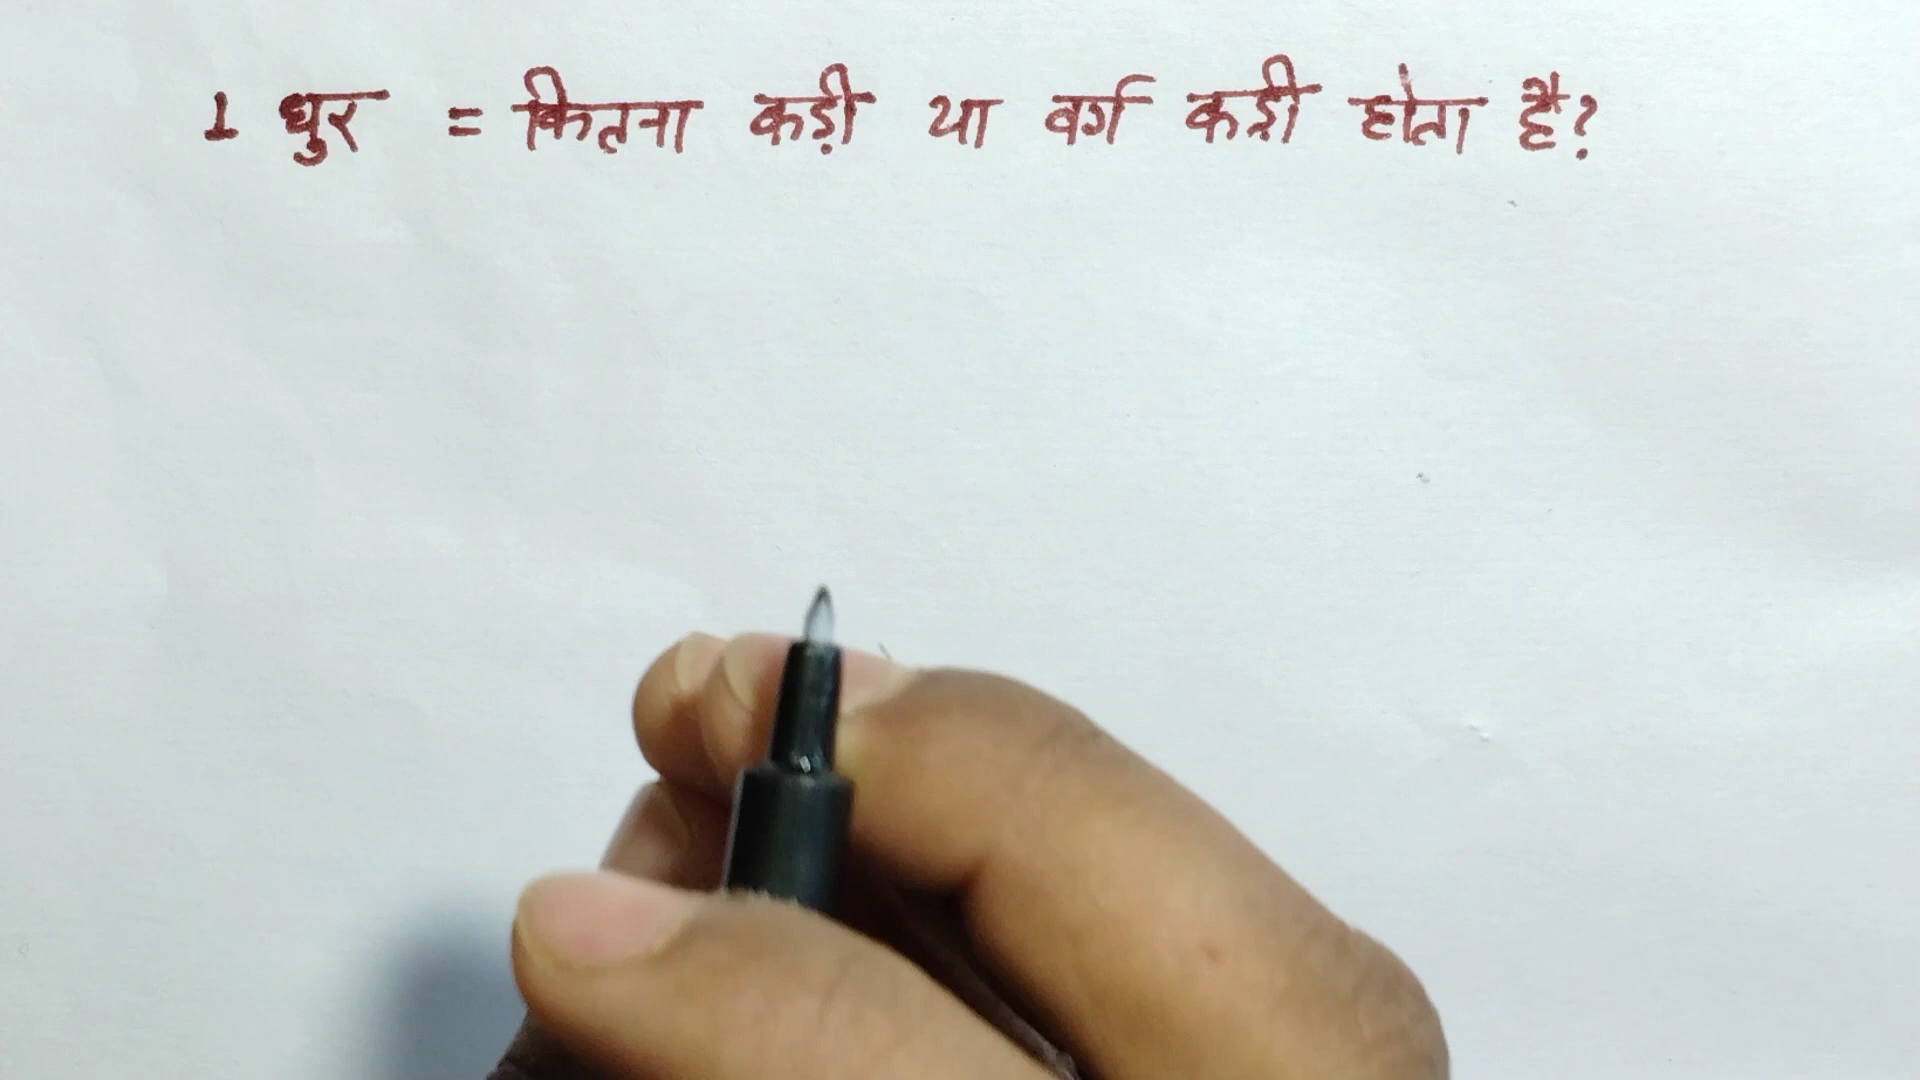 1 धुर = कितना कड़ी या वर्ग कड़ी होता है?